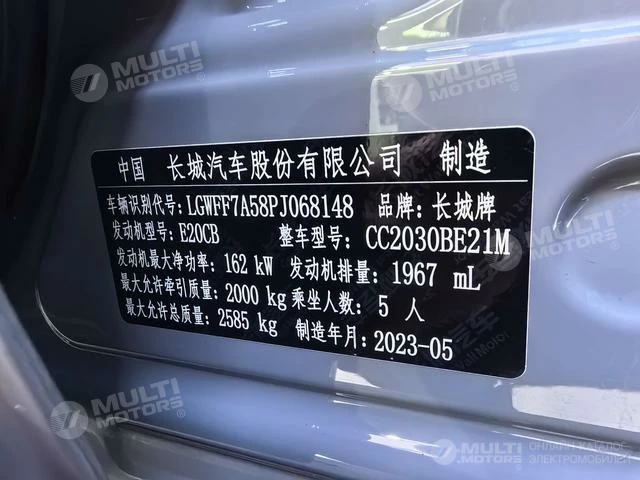 MULTI
MOTORS
MULTI
MOTORS
中国 长城汽车股份有限公司 制造
车辆识别代号: LGWFF7A58PJ068148 品牌: 长城牌
发动机型号: E20CB 整车型号: CC2030BE21M
发动机最大净功率: 162 kW 发动机排量: 1967 mL
最大允许牵引质量: 2000 kg 乘坐人数: 5 人
最大允许总质量: 2585 kg 制造年月: 2023-05
MULTI
MOTORS
MULTI
MOTORS
ОНЛАЙН-КАТАЛОГ
ЭЛЕКТРОМОБИЛЕЙ